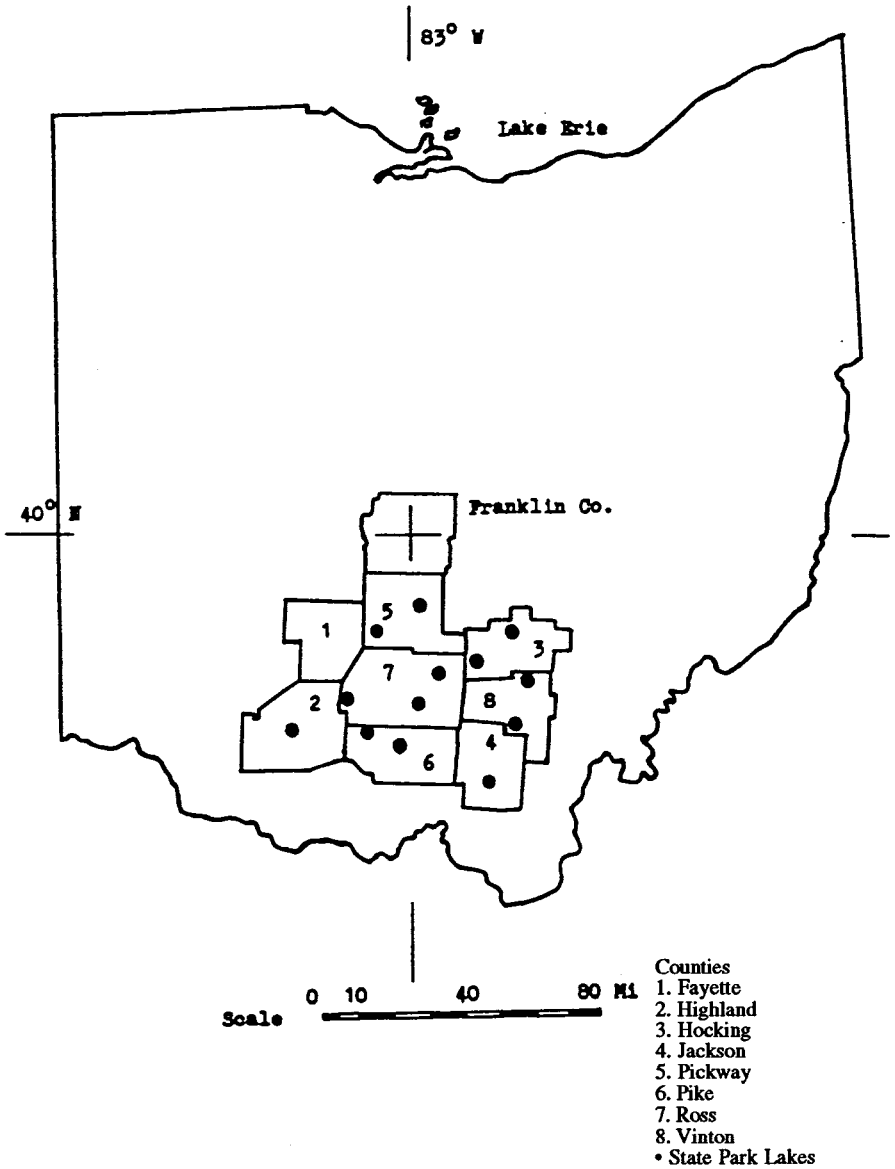 83° W
Lake Erie
40° N
Franklin Co.
5
1
3
7
2
8
4
6
0 10 40 80 Mi
Scale
Counties
1. Fayette
2. Highland
3. Hocking
4. Jackson
5. Pickway
6. Pike
7. Ross
8. Vinton
• State Park Lakes